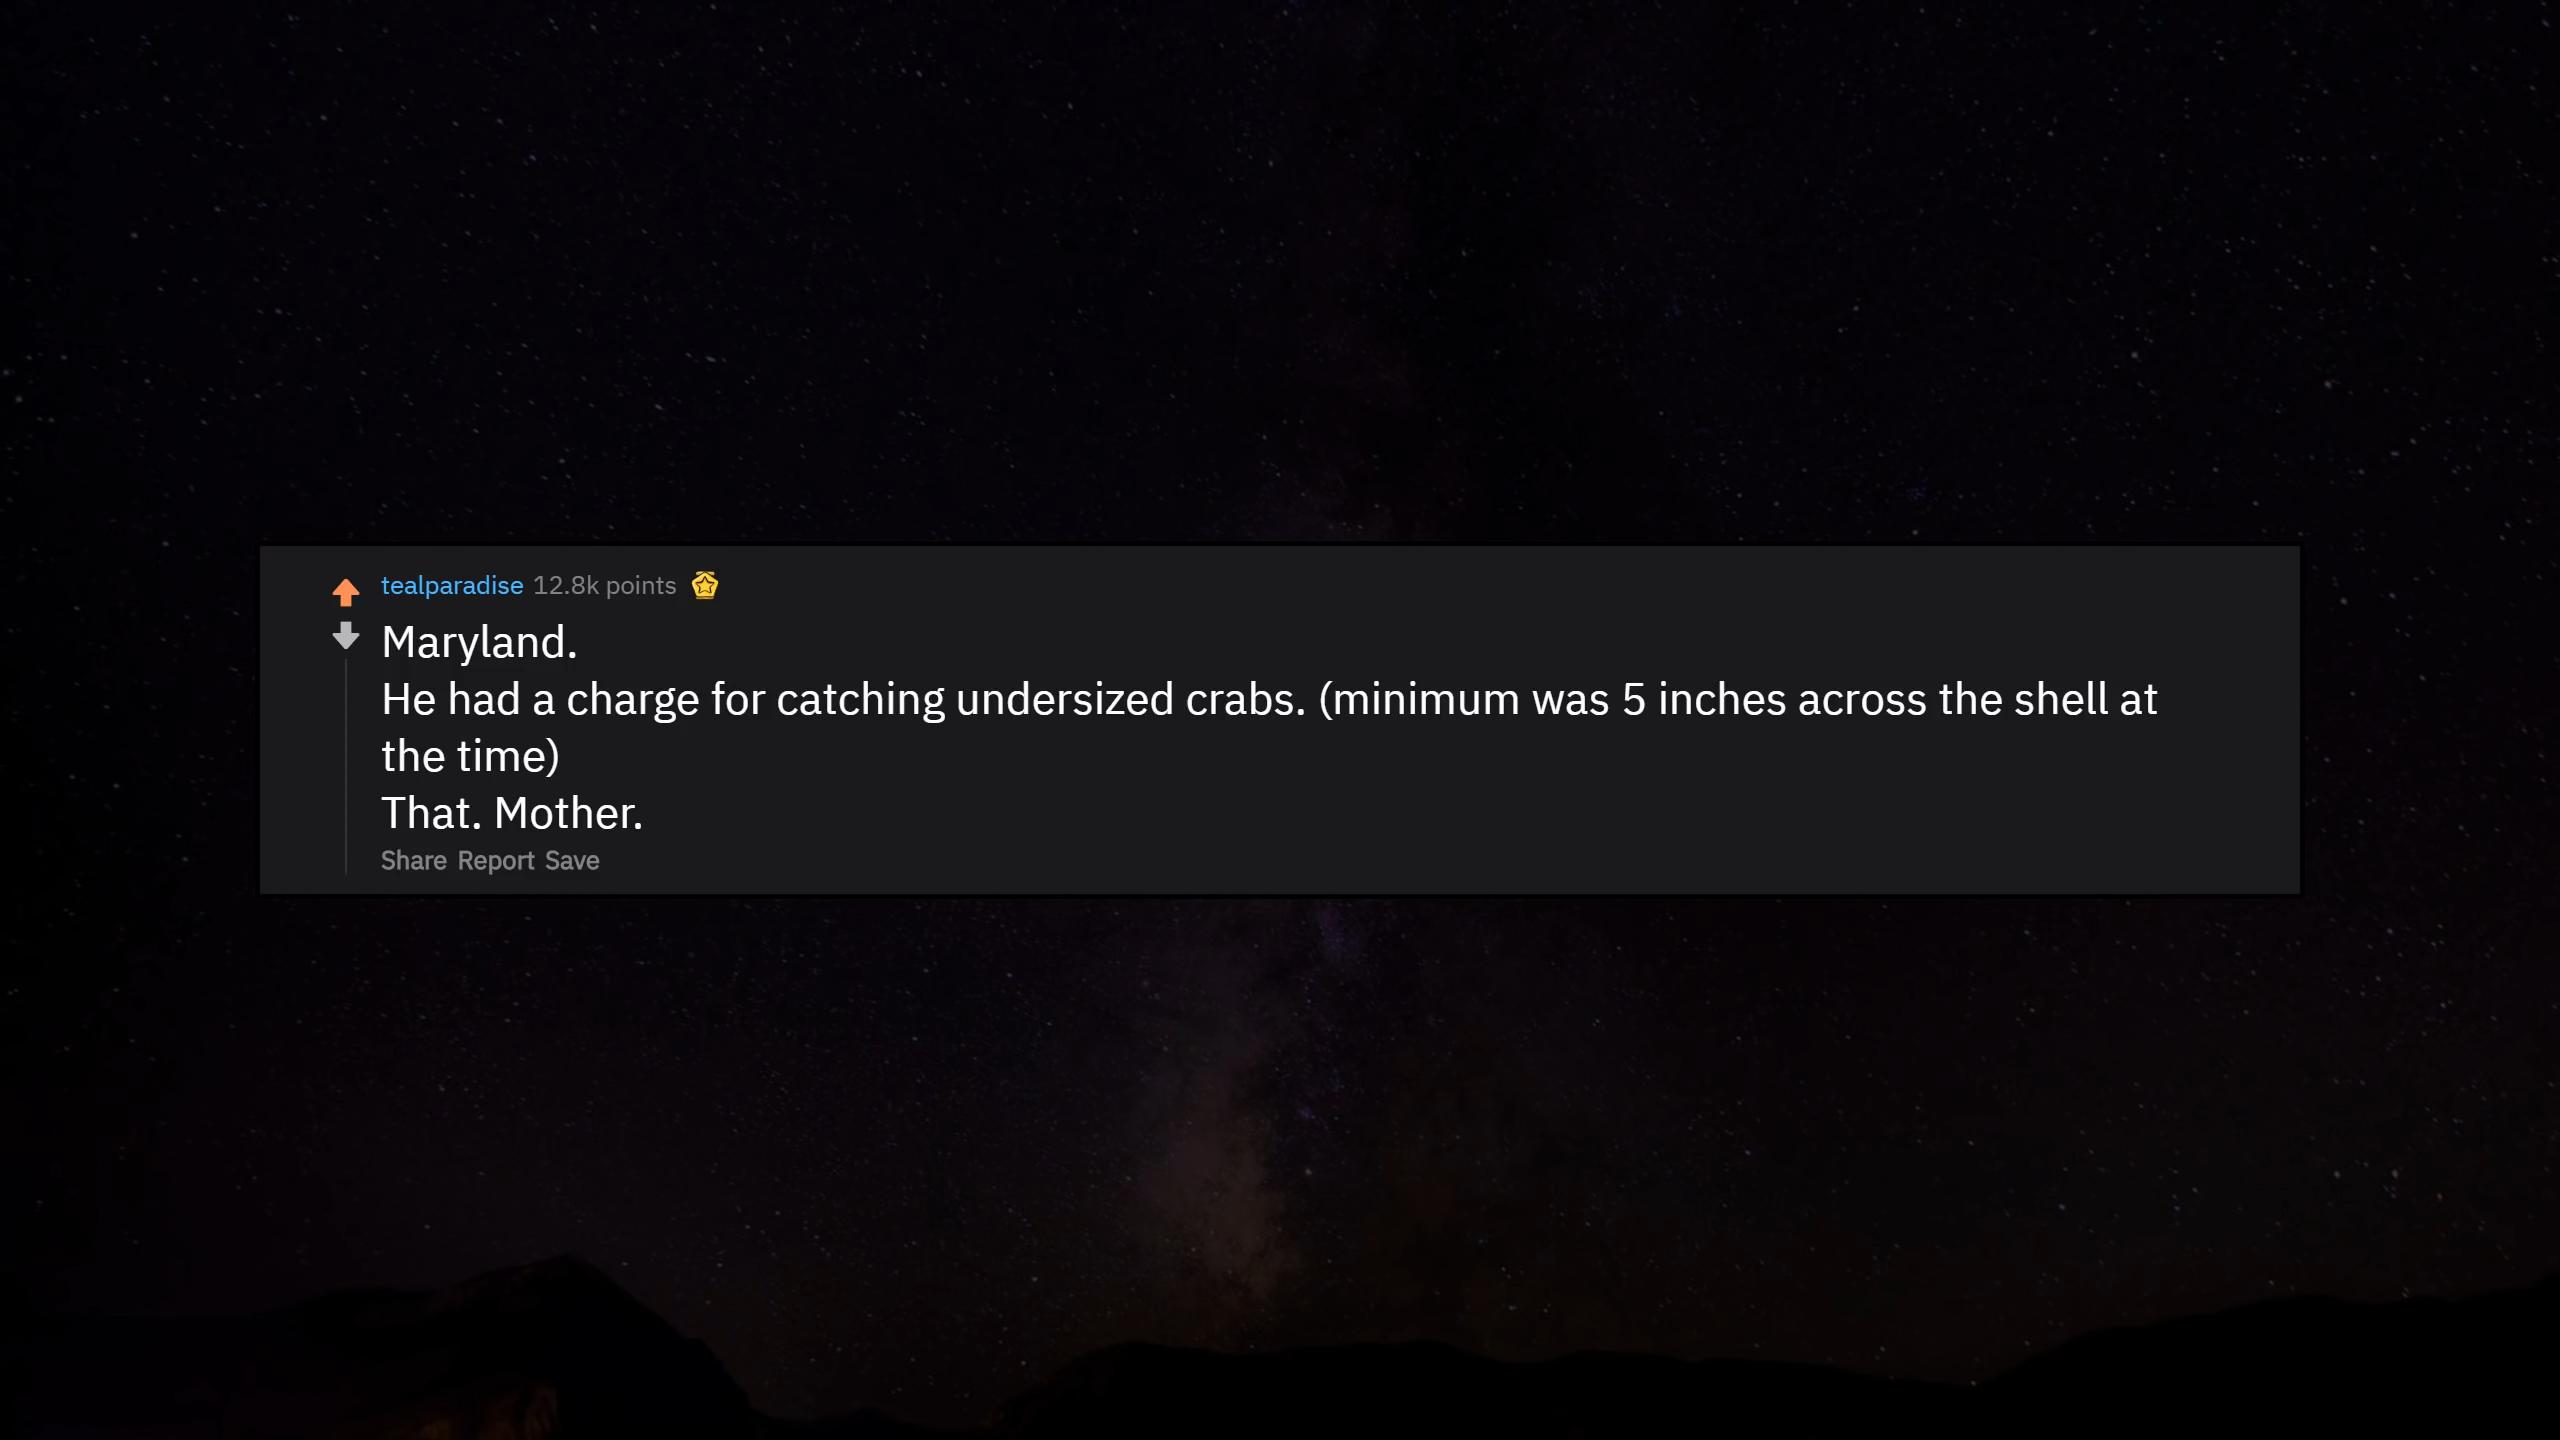 tealparadise 12.8k points
Maryland.
He had a charge for catching undersized crabs. (minimum was 5 inches across the shell at
the time)
That. Mother.
Share Report Save